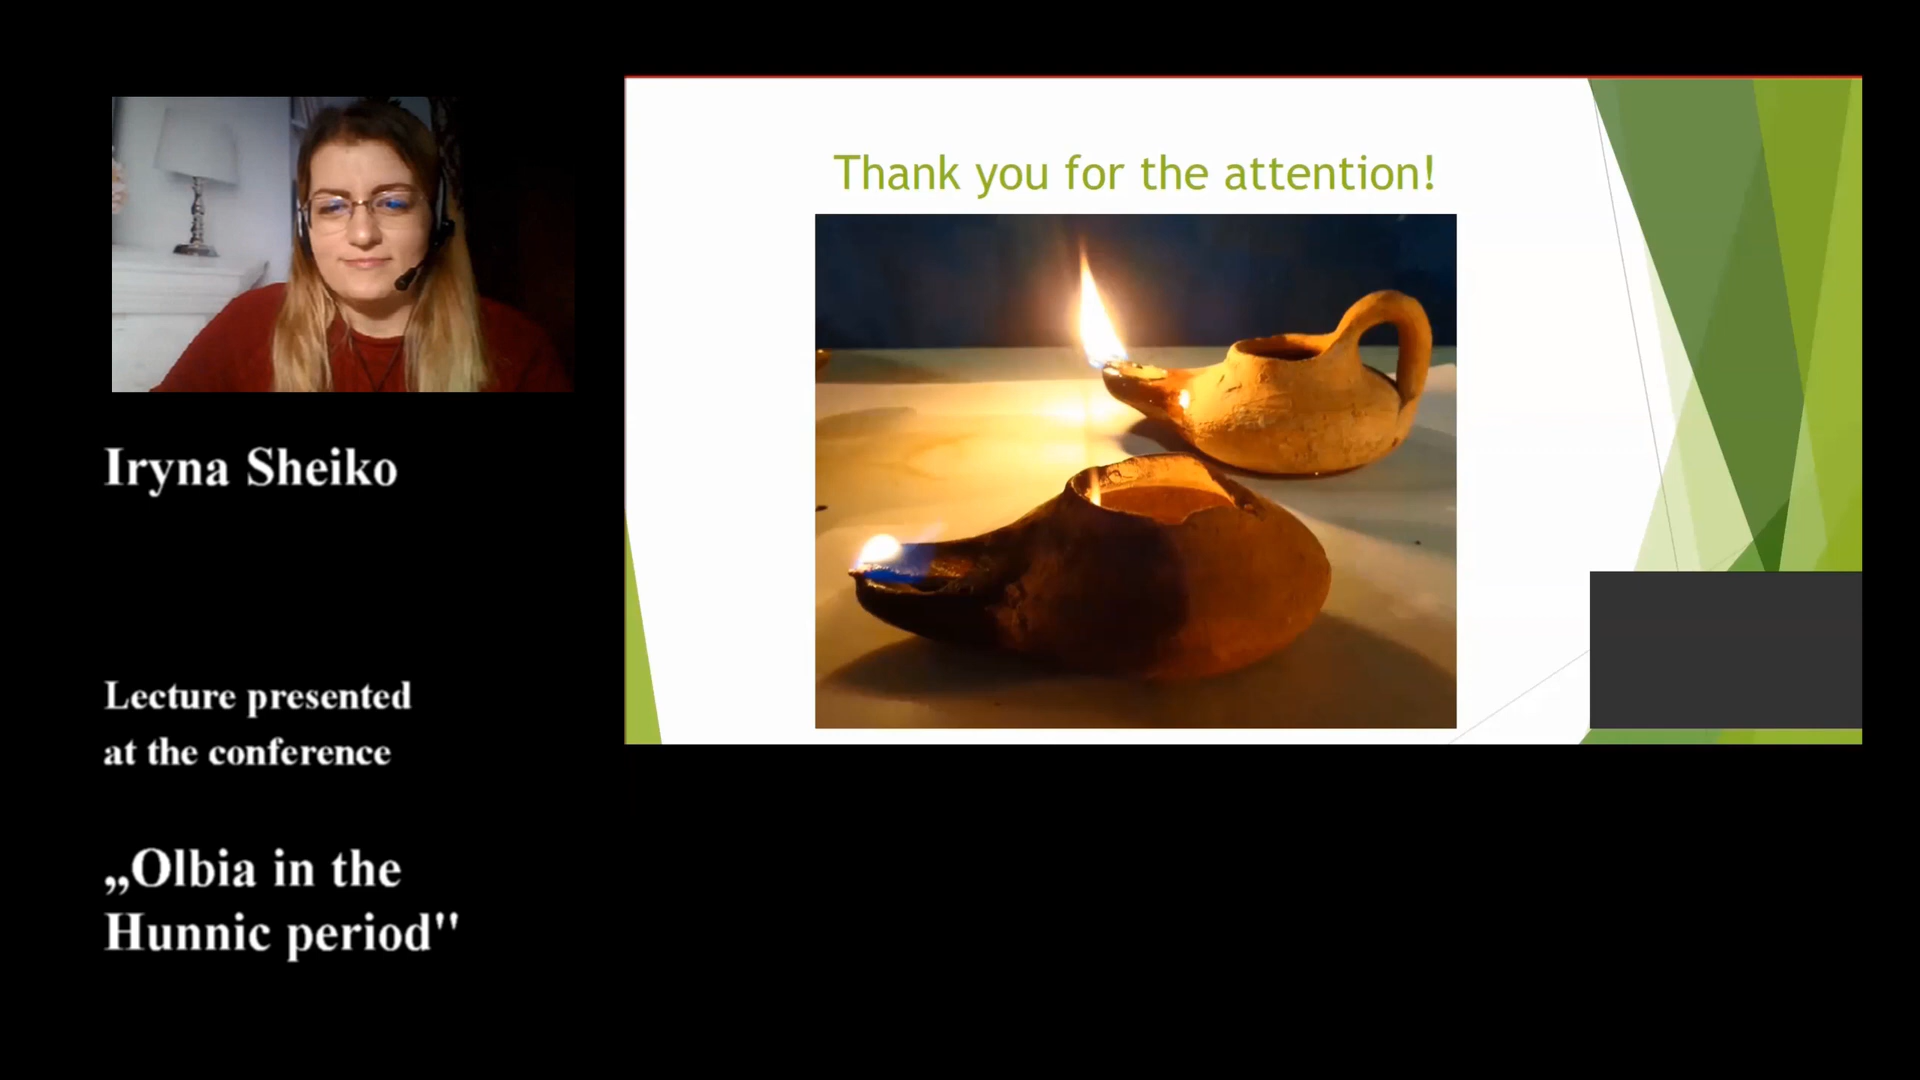 Thank you for the attention!
Iryna Sheiko
Lecture presented
at the conference
„Olbia in the
Hunnic period"